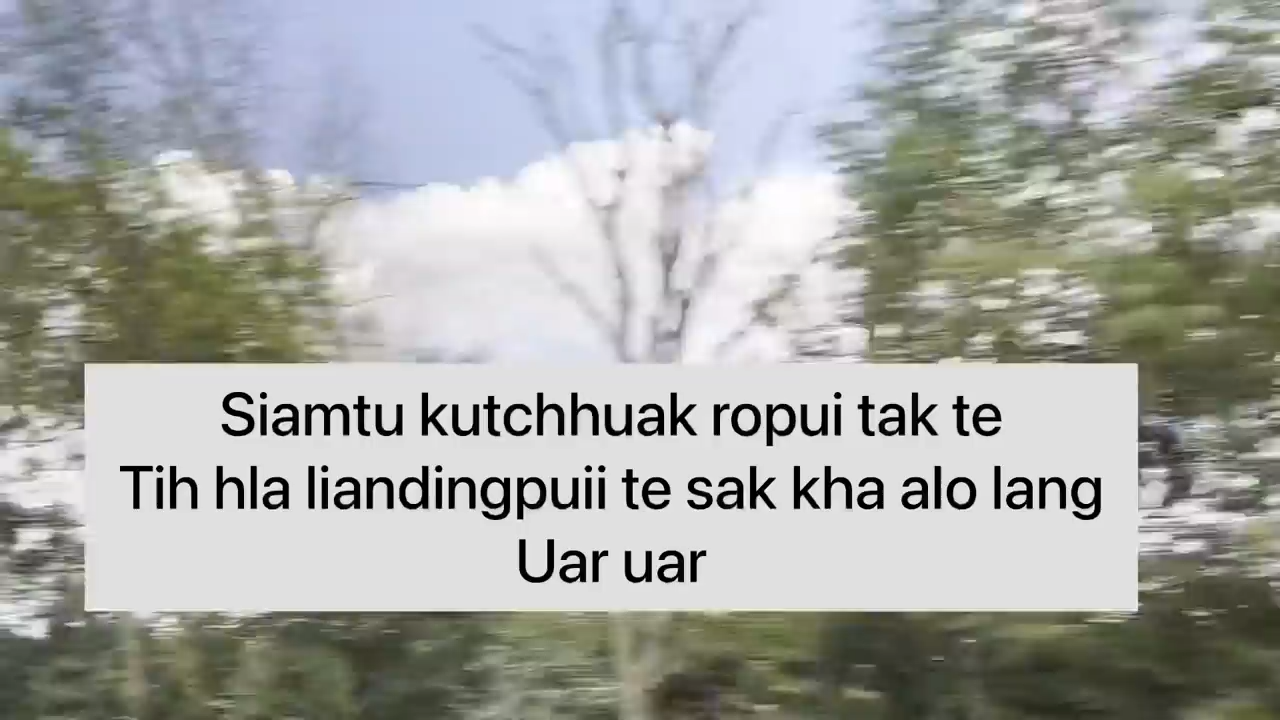 Siamtu kutchhuak ropui tak te
Tih hla liandingpuii te sak kha alo lang
Uar uar